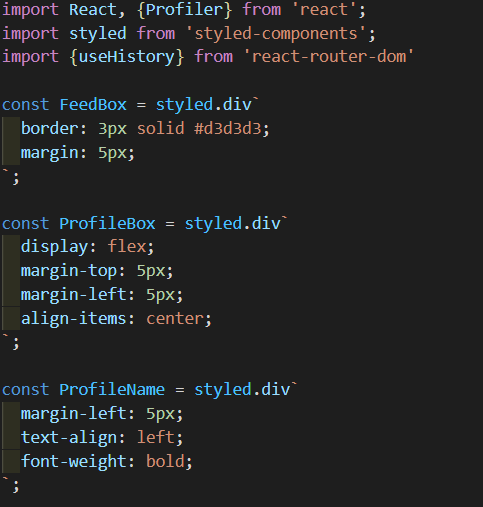 import React, {Profiler} from 'react';
import styled from 'styled-components';
import {useHistory} from 'react-router-dom'

const FeedBox = styled.div`
  border: 3px solid #d3d3d3;
  margin: 5px;
`;

const ProfileBox = styled.div`
  display: flex;
  margin-top: 5px;
  margin-left: 5px;
  align-items: center;
`;

const ProfileName = styled.div`
  margin-left: 5px;
  text-align: left;
  font-weight: bold;
`;